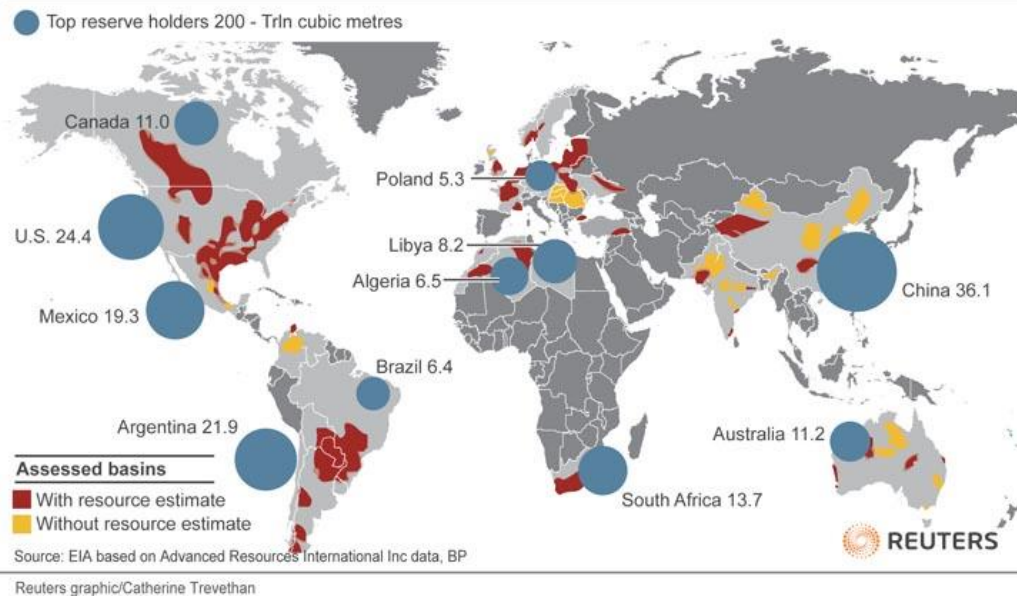 Top reserve holders 200 - Trln cubic metres
Canada 11.0
Poland 5.3
U.S. 24.4
Libya 8.2
Algeria 6.5
China 36.1
Mexico 19.3
Brazil 6.4
Argentina 21.9
Australia 11.2
South Africa 13.7
Assessed basins
With resource estimate
Without resource estimate
REUTERS
Source: EIA based on Advanced Resources International Inc data, BP
Reuters graphic/Catherine Trevethan